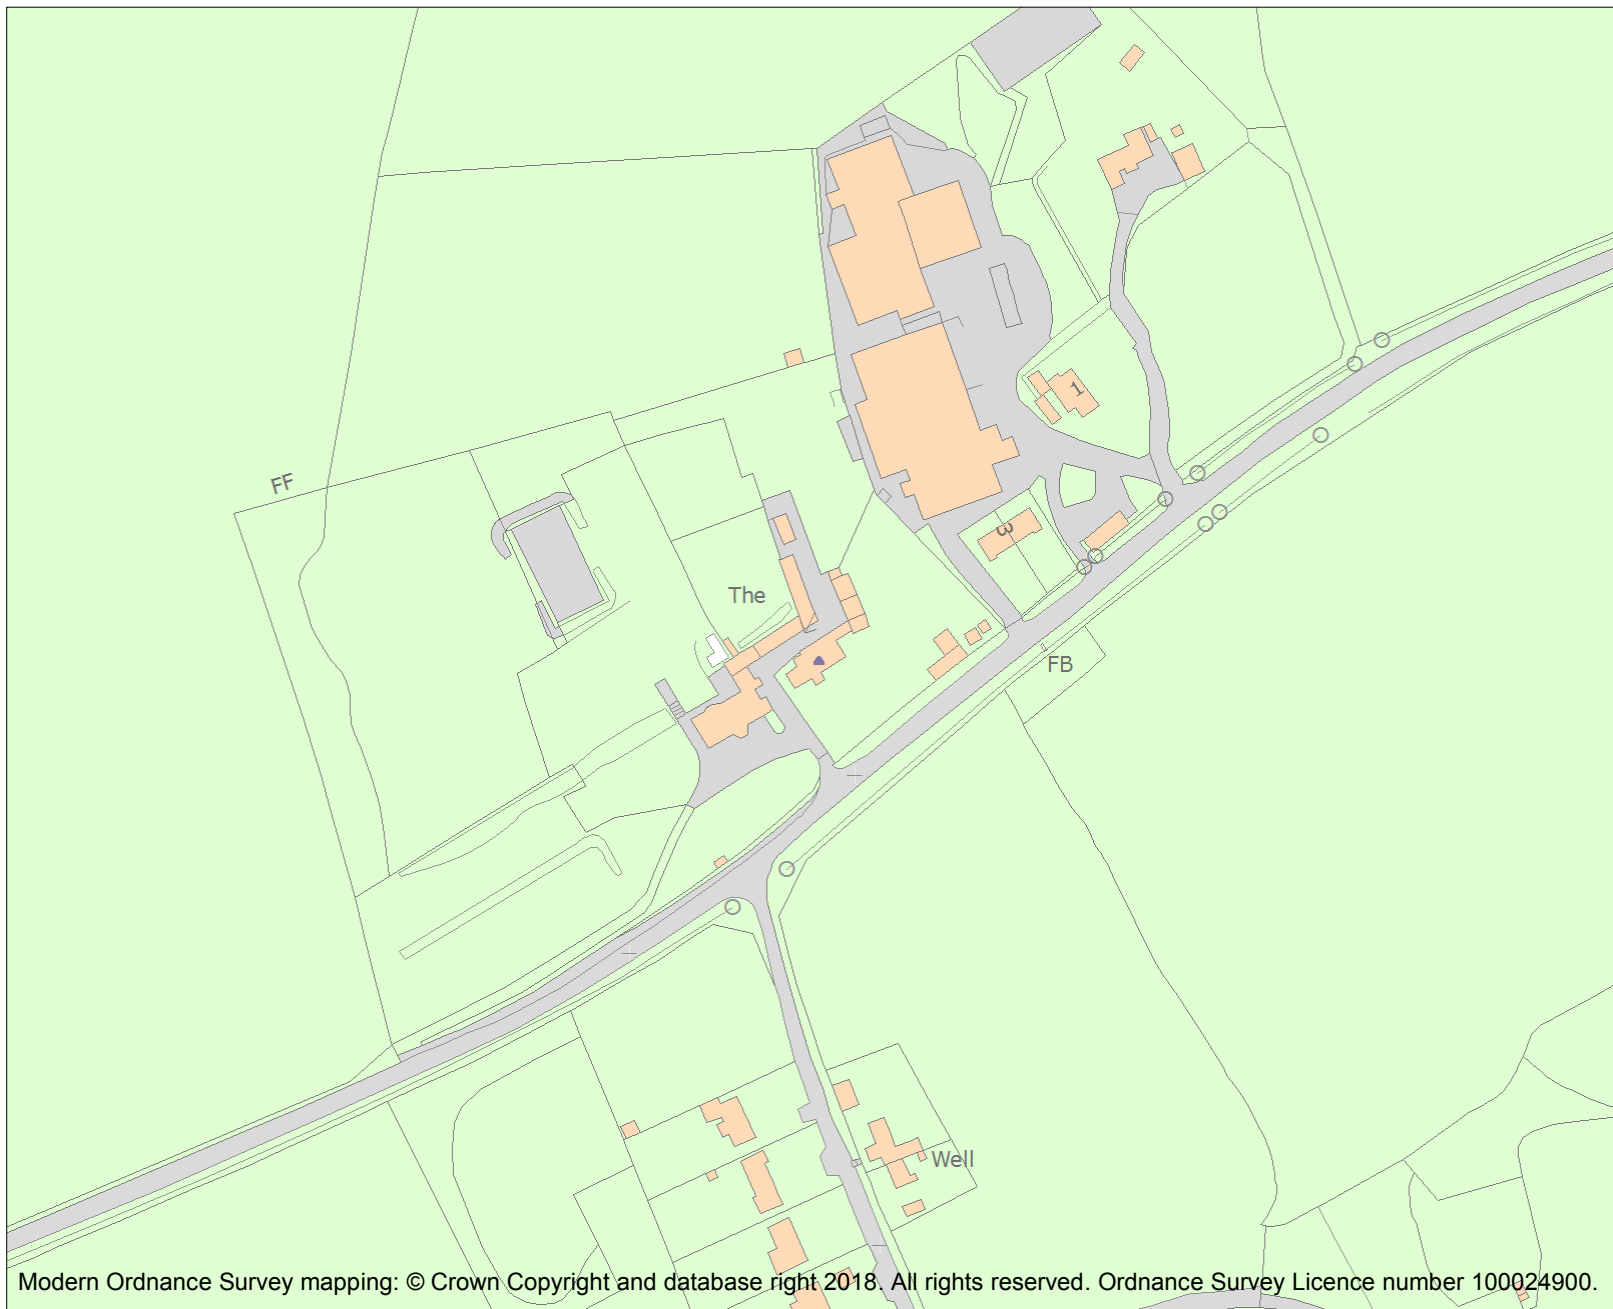 1
FF
3
The
FB
Well
Modern Ordnance Survey mapping: © Crown Copyright and database right 2018. All rights reserved. Ordnance Survey Licence number 100024900.